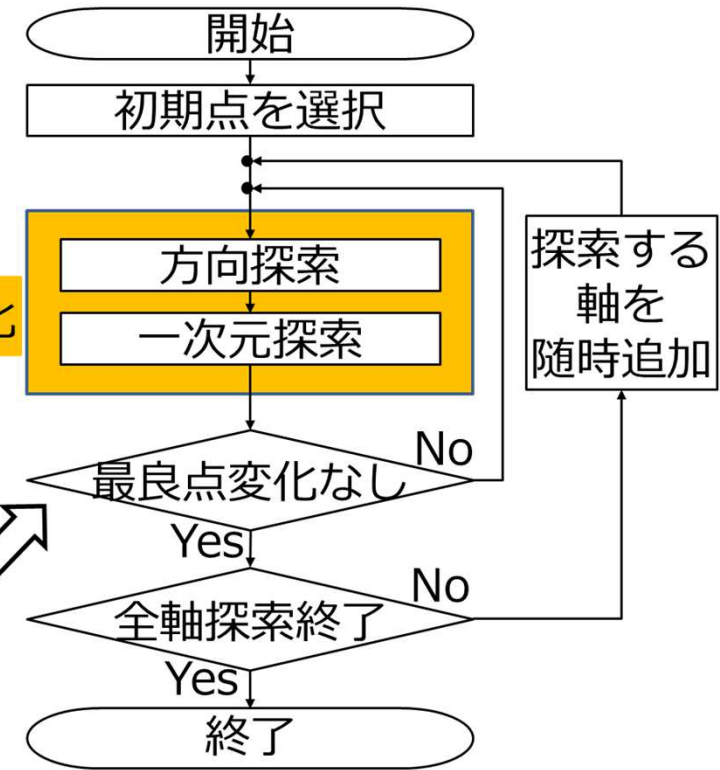 開始
初期点を選択
方向探索
一次元探索
化
最良点変化なし
No
Yes
全軸探索終了
No
Yes
終了
探索する
軸を
随時追加